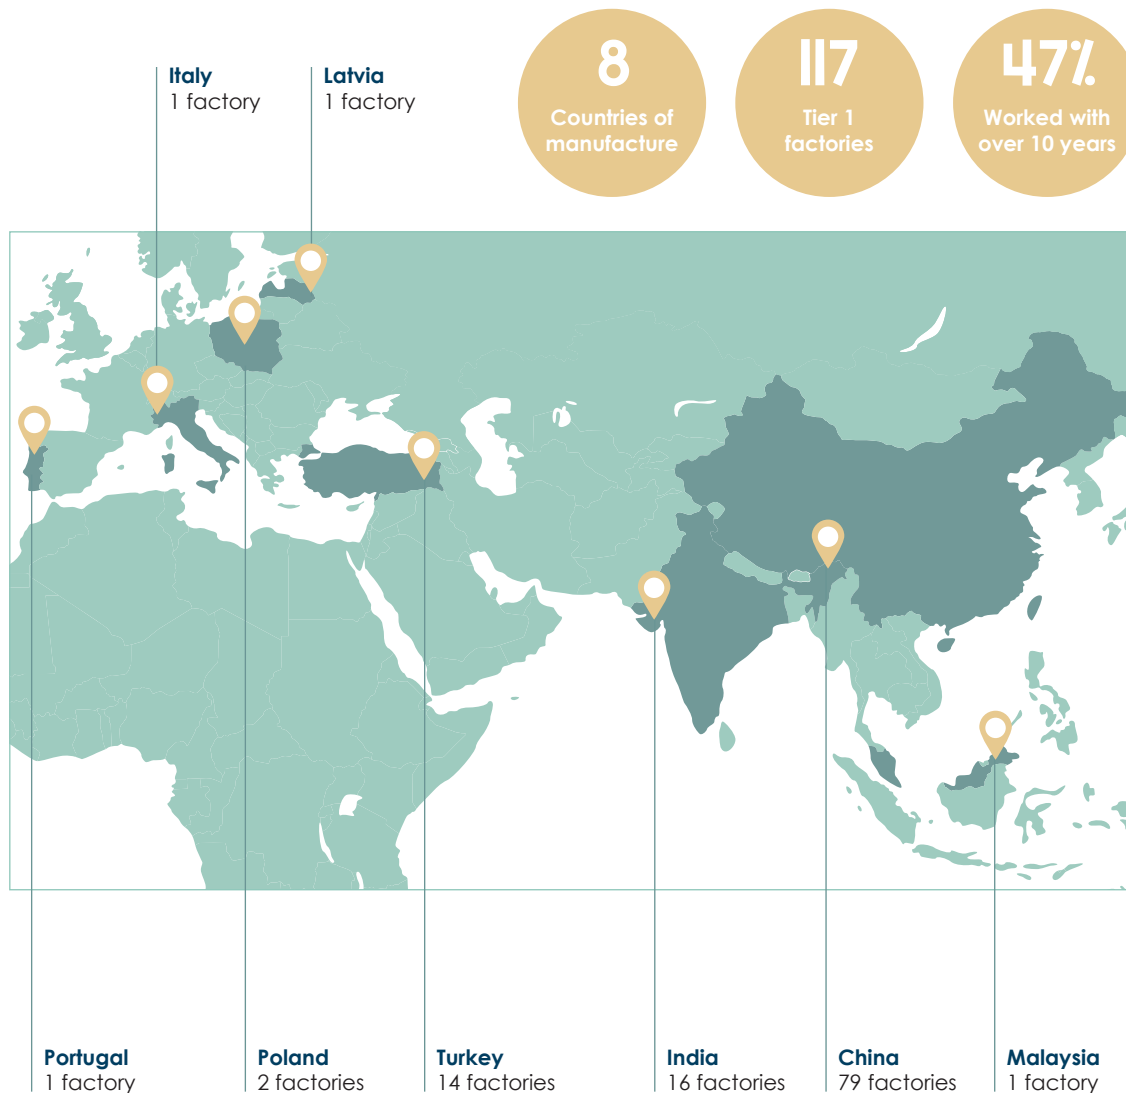 8
Countries of
manufacture
117
Tier 1
factories
47%
Worked with
over 10 years
Italy
1 factory
Latvia
1 factory
Portugal
1 factory
Poland
2 factories
Turkey
14 factories
India
16 factories
China
79 factories
Malaysia
1 factory